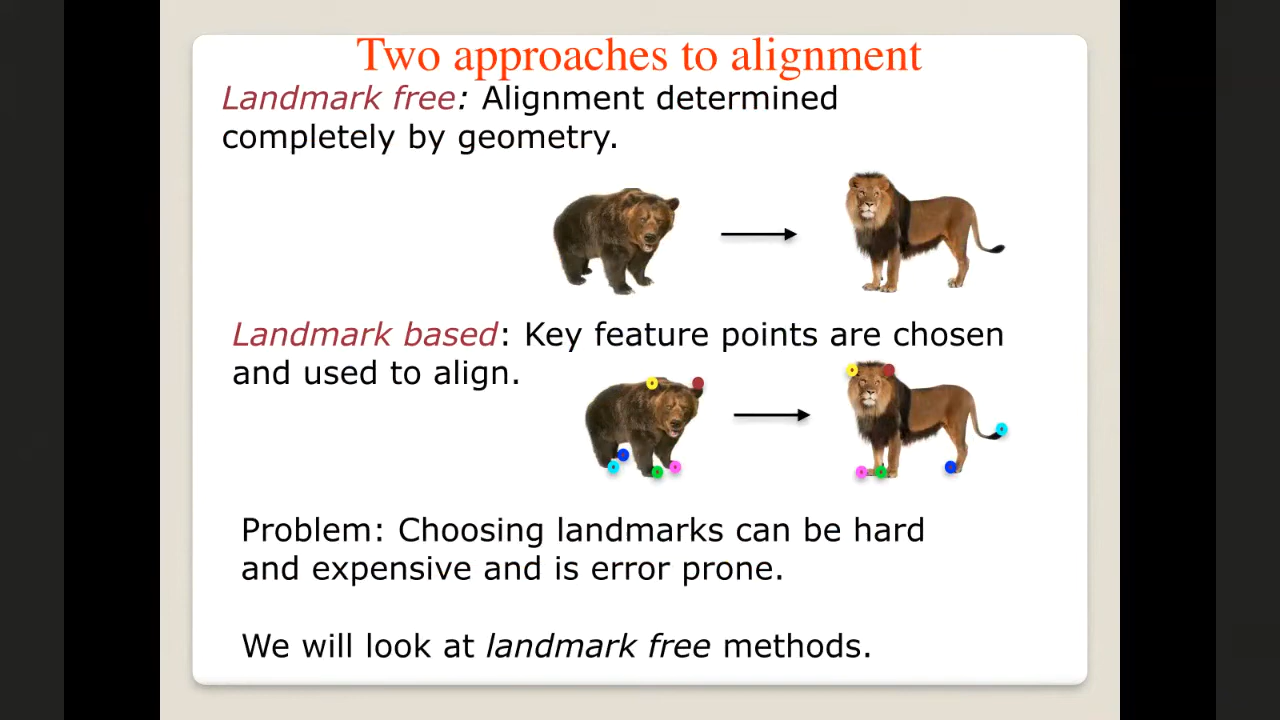 Two approaches to alignment
Landmark free: Alignment determined
completely by geometry.
Landmark based: Key feature points are chosen
and used to align.
Problem: Choosing landmarks can be hard
and expensive and is error prone.
We will look at landmark free methods.